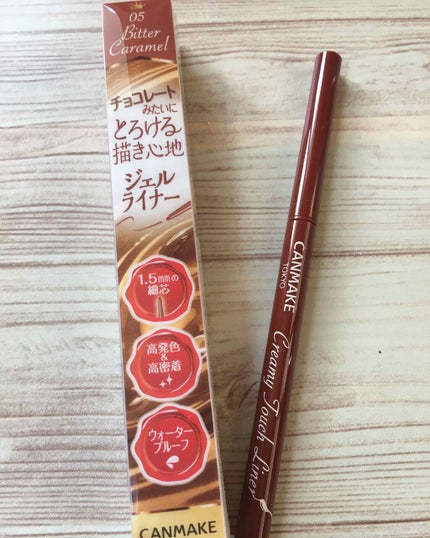 05
Bitter
Caramel
チョコレート
みたいに
とろける
描き心地
ジェル
ライナー
1.5mmの
細芯
高発色
&
高密着
ウォーター
プルーフ
CANMAKE
CANMAKE
TOKYO
Creamy Touch Liner